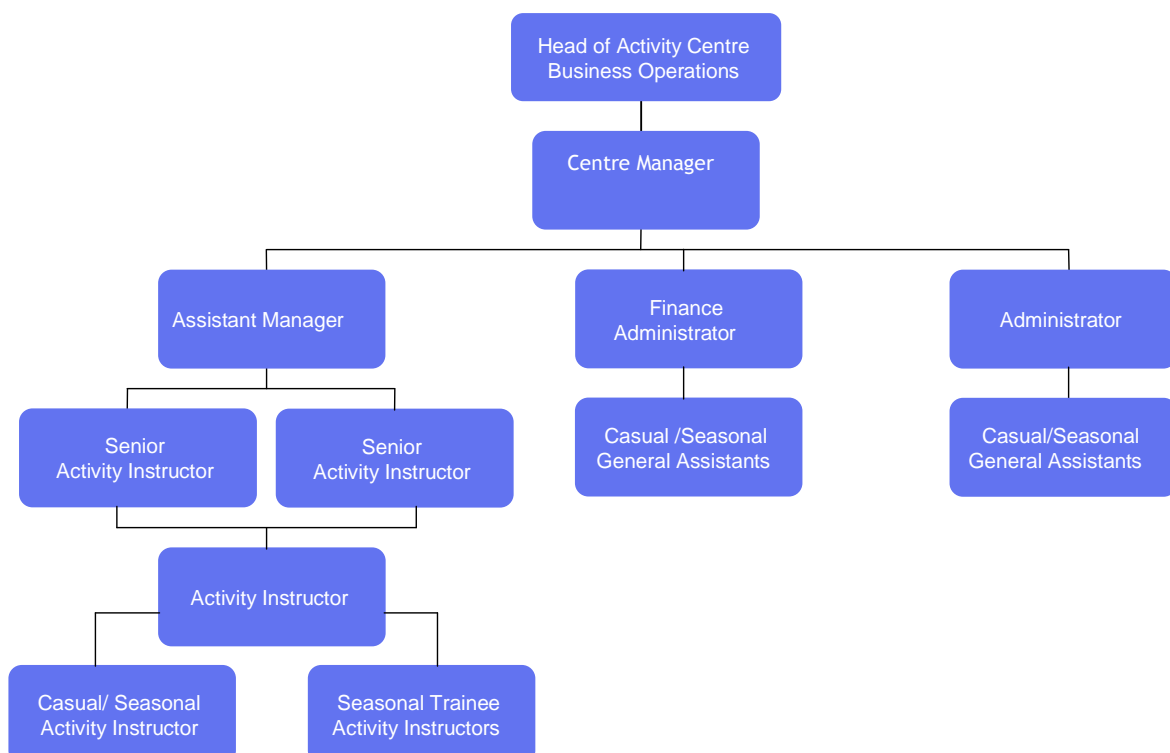 Head of Activity Centre
Business Operations
Centre Manager
Assistant Manager
Finance
Administrator
Administrator
Senior
Activity Instructor
Senior
Activity Instructor
Casual /Seasonal
General Assistants
Casual/Seasonal
General Assistants
Activity Instructor
Casual/ Seasonal
Activity Instructor
Seasonal Trainee
Activity Instructors